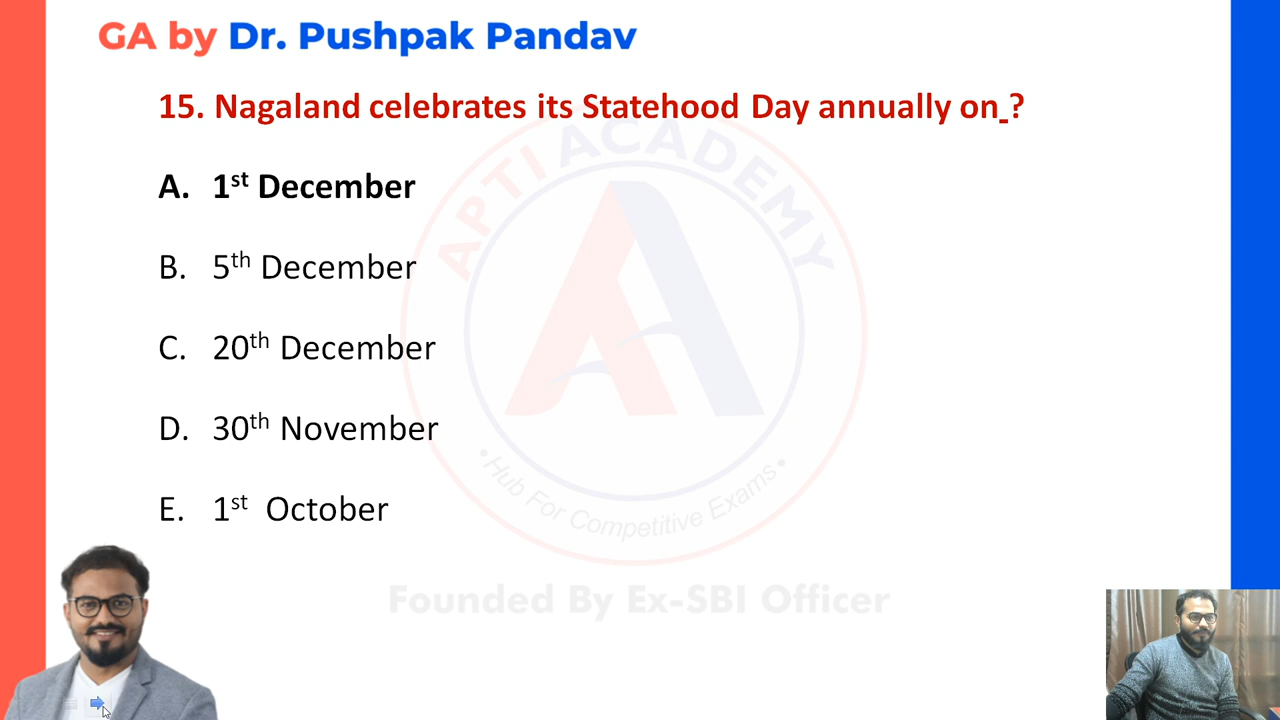 GA by Dr. Pushpak Pandav
15. Nagaland celebrates its Statehood Day annually on_?
A. 1st December
B. 5th December
C. 20th December
D. 30th November
E. 1st October
APTI ACADEMY
•Hub For Competitive Exams•
Founded By Ex-SBI Officer